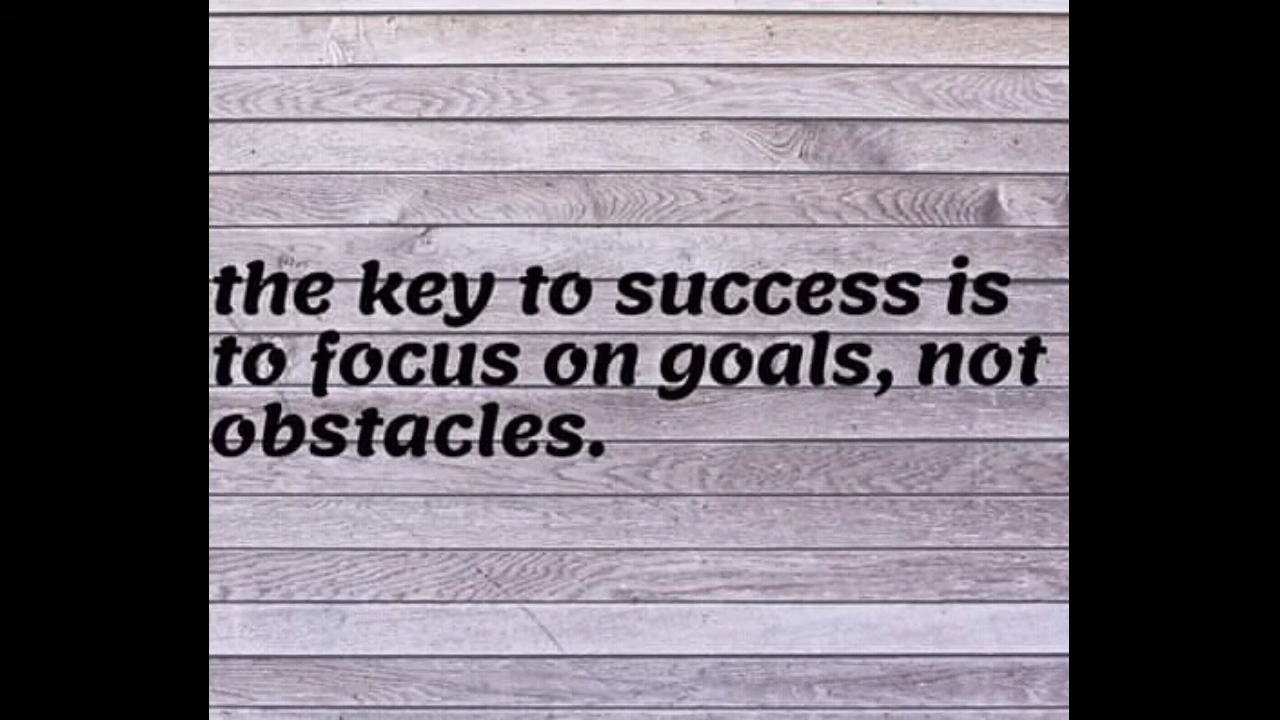 the key to success is
to focus on goals, not
obstacles.